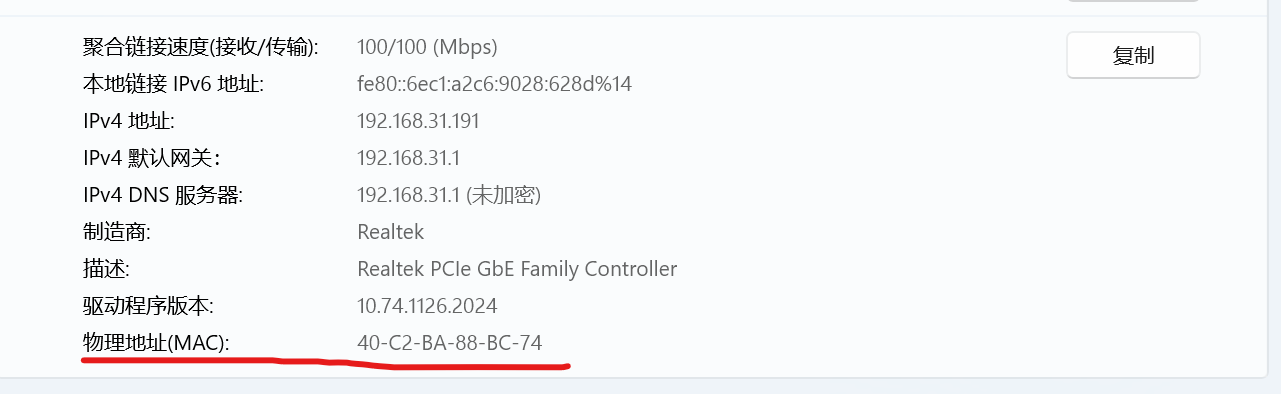 聚合链接速度(接收/传输): 100/100 (Mbps) 复制
本地链接 IPv6 地址: fe80::6ec1:a2c6:9028:628d%14
IPv4 地址: 192.168.31.191
IPv4 默认网关: 192.168.31.1
IPv4 DNS 服务器: 192.168.31.1 (未加密)
制造商: Realtek
描述: Realtek PCIe GbE Family Controller
驱动程序版本: 10.74.1126.2024
物理地址(MAC): 40-C2-BA-88-BC-74